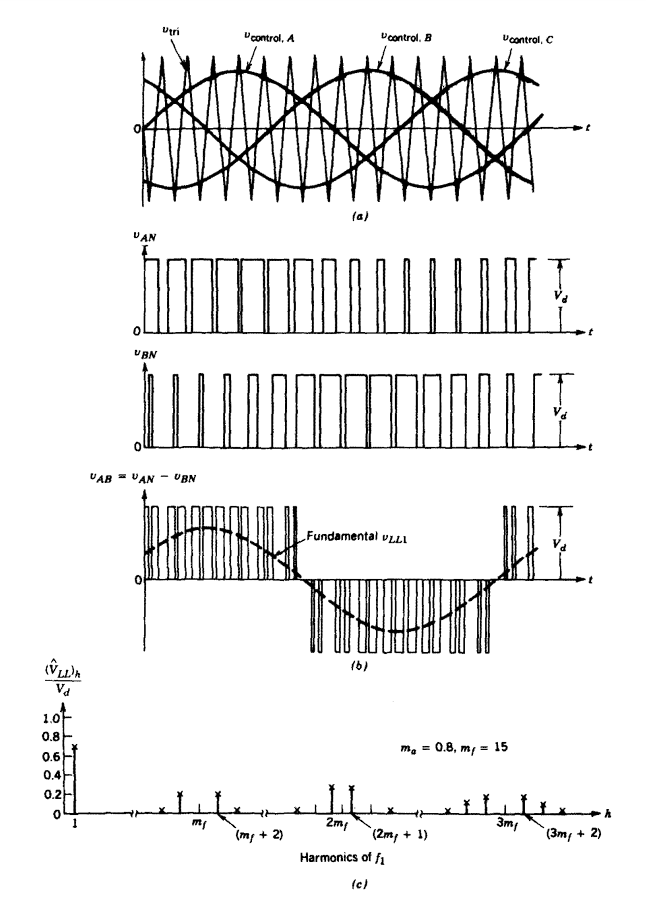 υtri
υcontrol, A
υcontrol, B
υcontrol, C
0
t
(a)
υAN
Vd
0
t
υBN
Vd
0
t
υAB = υAN − υBN
Fundamental υLL1
Vd
0
t
(b)
(V̂LL)h
Vd
1.0
0.8
0.6
0.4
0.2
0
ma = 0.8, mf = 15
1
mf
(mf + 2)
2mf
(2mf + 1)
3mf
(3mf + 2)
h
Harmonics of f1
(c)